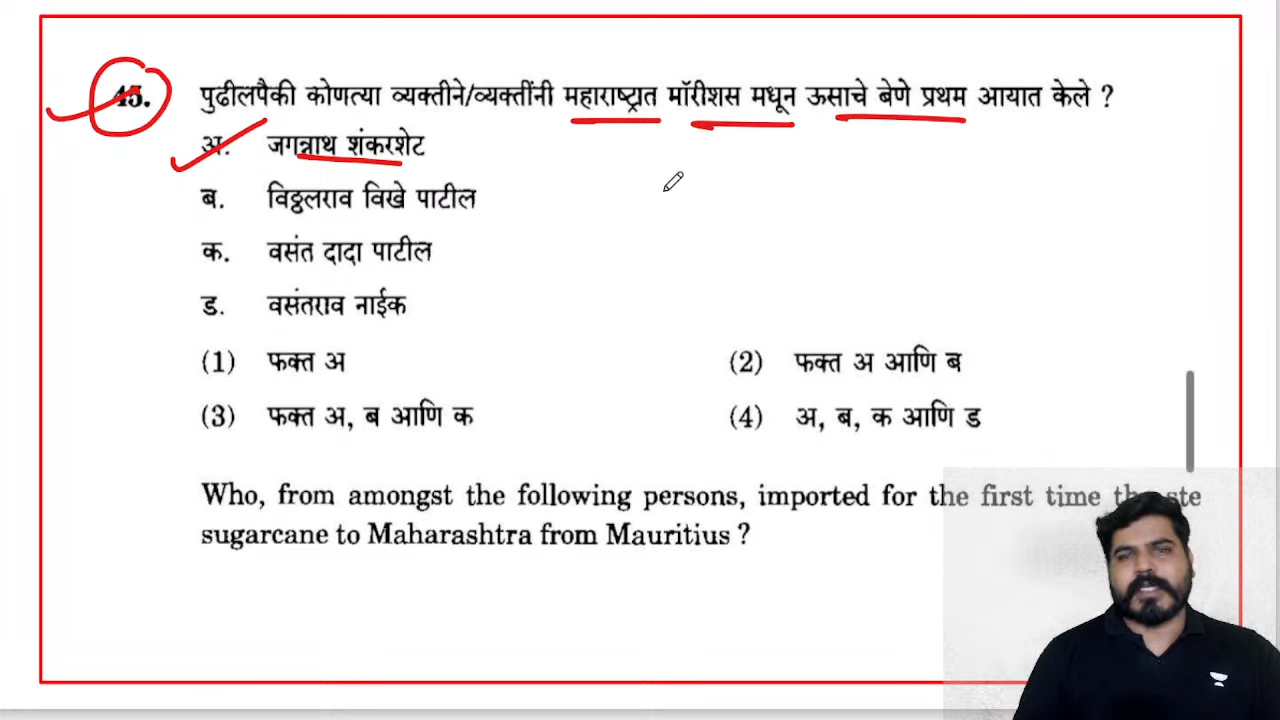 45. पुढीलपैकी कोणत्या व्यक्तीने/व्यक्तींनी महाराष्ट्रात मॉरीशस मधून ऊसाचे बेणे प्रथम आयात केले ?
अ. जगन्नाथ शंकरशेट
ब. विठ्ठलराव विखे पाटील
क. वसंत दादा पाटील
ड. वसंतराव नाईक
(1) फक्त अ (2) फक्त अ आणि ब
(3) फक्त अ, ब आणि क (4) अ, ब, क आणि ड
Who, from amongst the following persons, imported for the first time
sugarcane to Maharashtra from Mauritius ?